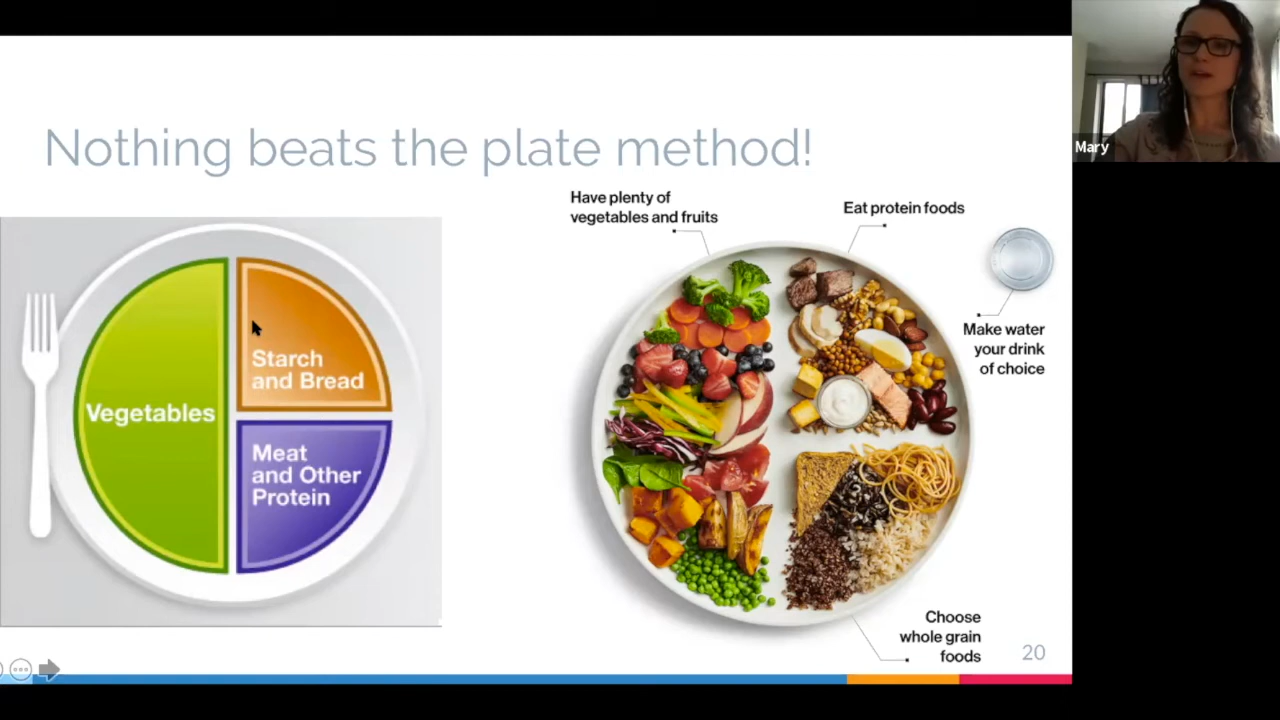 Nothing beats the plate method!
Vegetables
Starch
and Bread
Meat
and Other
Protein
Have plenty of
vegetables and fruits
Eat protein foods
Make water
your drink
of choice
Choose
whole grain
foods
20
Mary